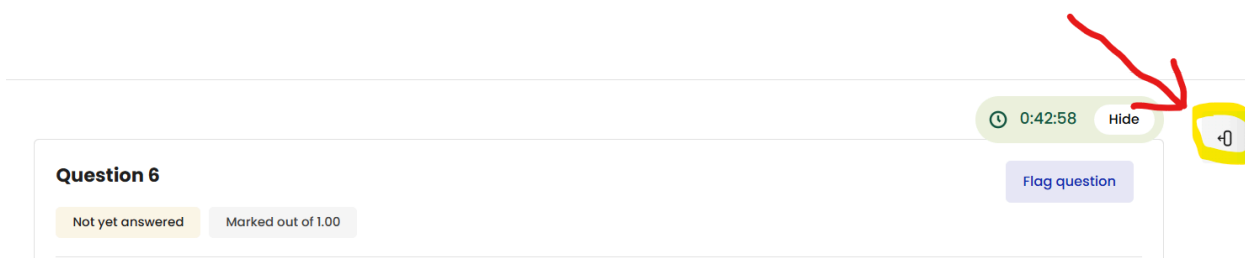 0:42:58 Hide
Question 6
Flag question
Not yet answered Marked out of 1.00